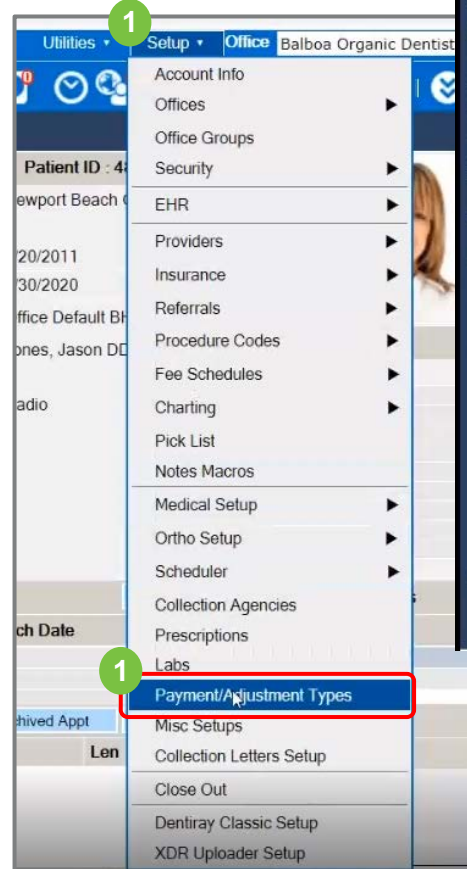 1
Utilities ▾ Setup ▾ Office Balboa Organic Dentist
0
Account Info
Offices ▶
Office Groups
Patient ID : 4 Security ▶
ewport Beach EHR ▶
Providers ▶
/20/2011
Insurance ▶
/30/2020
Referrals ▶
ffice Default BH
Procedure Codes ▶
ones, Jason DD
Fee Schedules ▶
adio Charting ▶
Pick List
Notes Macros
Medical Setup ▶
Ortho Setup ▶
Scheduler ▶
Collection Agencies
ch Date Prescriptions
Labs
1
Payment/Adjustment Types
hived Appt Misc Setups
Len Collection Letters Setup
Close Out
Dentiray Classic Setup
XDR Uploader Setup